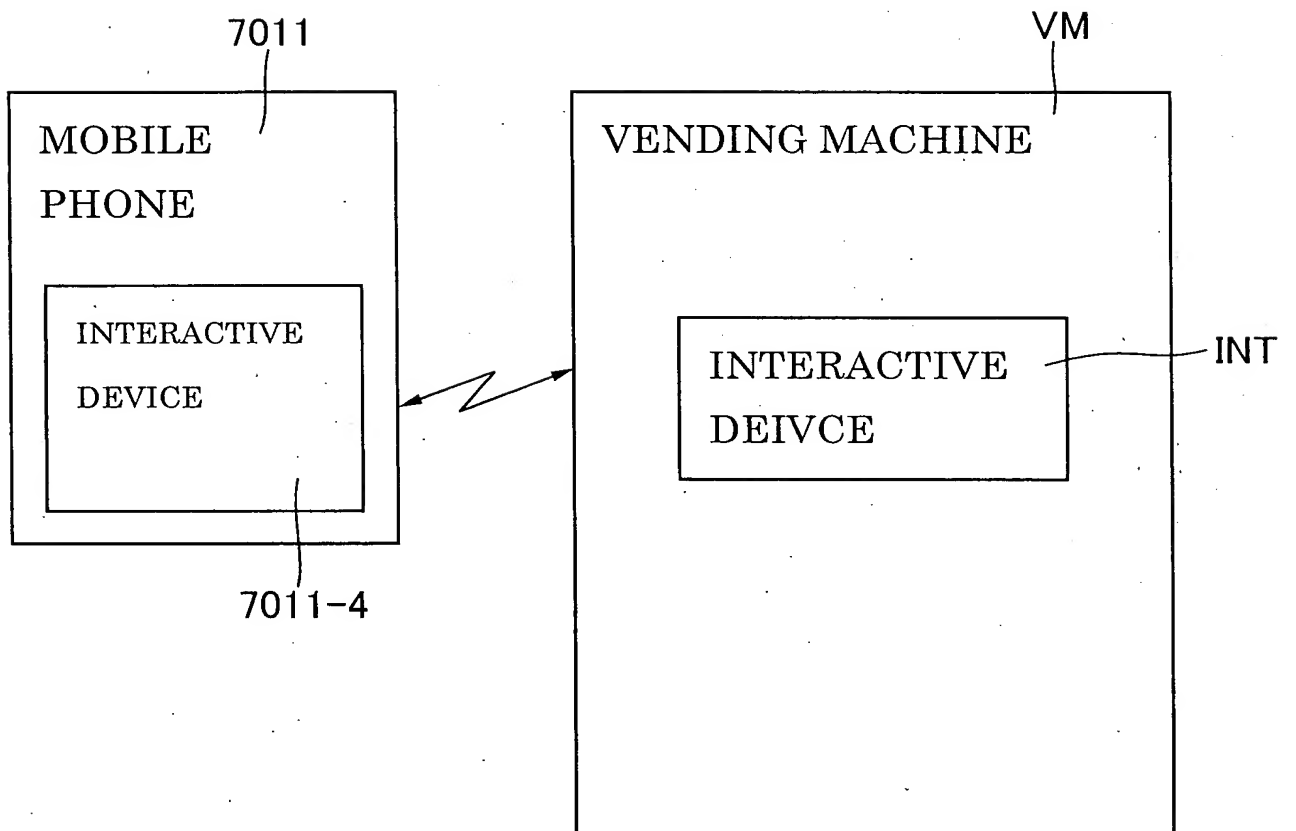 7011
VM
MOBILE
PHONE
VENDING MACHINE
INTERACTIVE
DEVICE
INTERACTIVE
DEIVCE
INT
7011-4